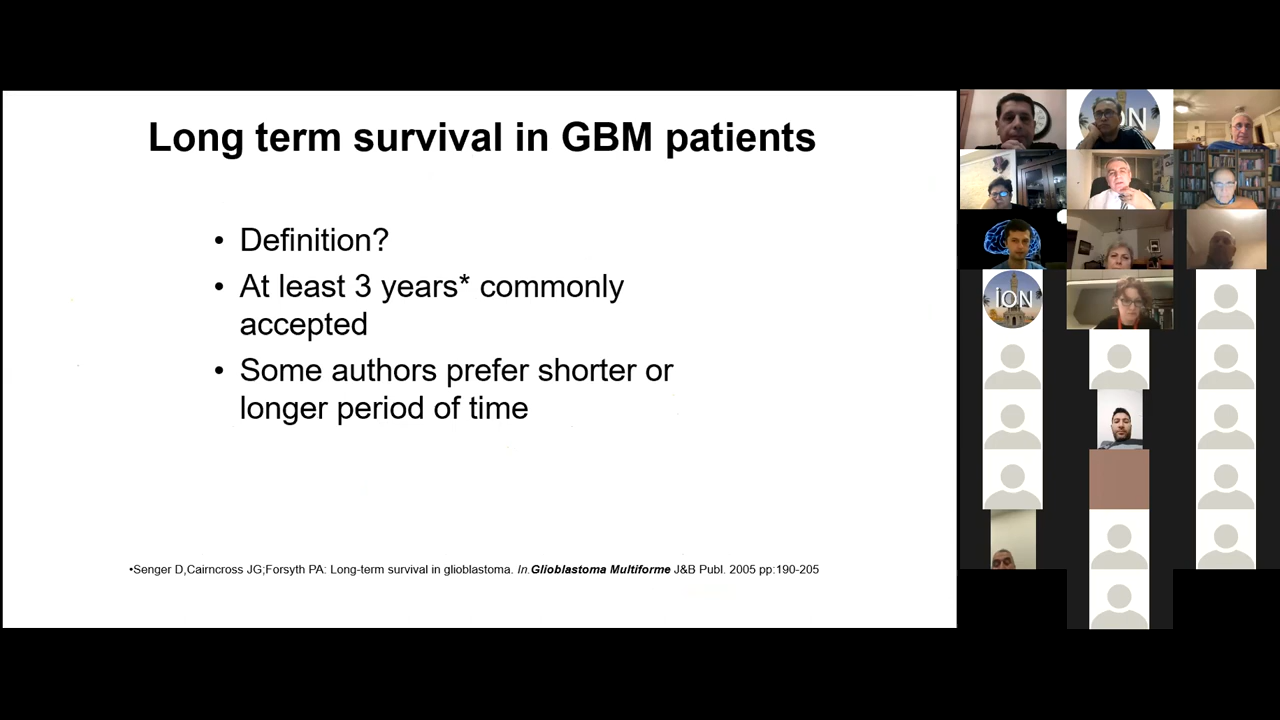 Long term survival in GBM patients
• Definition?
• At least 3 years* commonly
accepted
• Some authors prefer shorter or
longer period of time
•Senger D,Cairncross JG;Forsyth PA: Long-term survival in glioblastoma. In.Glioblastoma Multiforme J&B Publ. 2005 pp:190-205
ON
İON